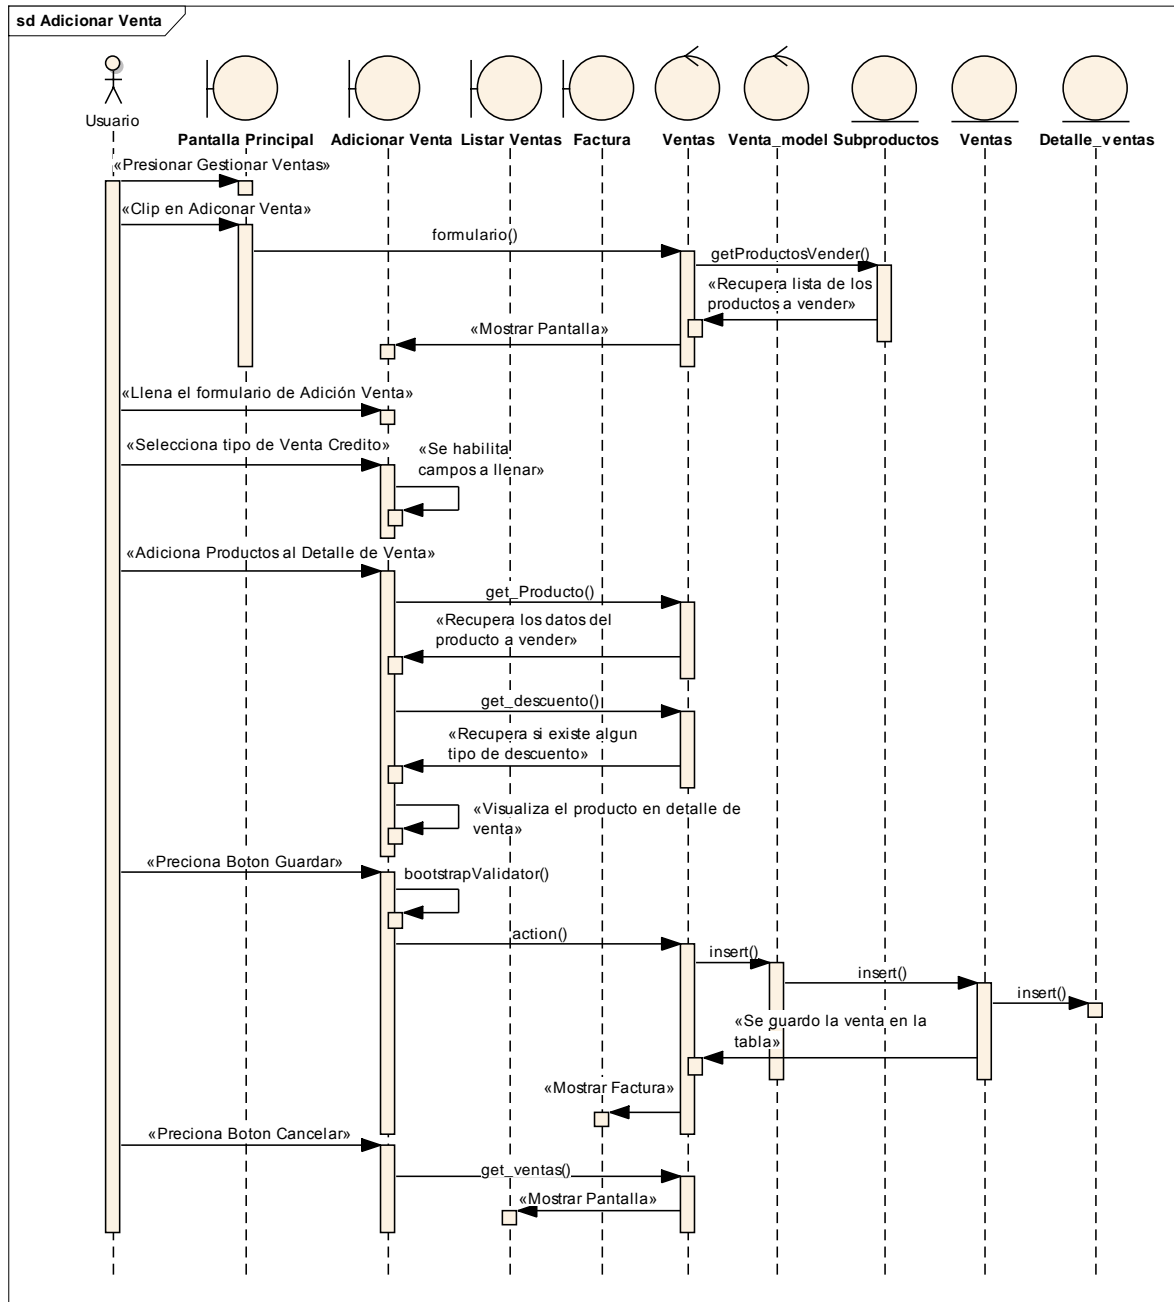 sd Adicionar Venta
Usuario
Pantalla Principal
Adicionar Venta
Listar Ventas
Factura
Ventas
Venta_model
Subproductos
Ventas
Detalle_ventas
«Presionar Gestionar Ventas»
«Clip en Adiconar Venta»
formulario()
getProductosVender()
«Recupera lista de los
productos a vender»
«Mostrar Pantalla»
«Llena el formulario de Adición Venta»
«Selecciona tipo de Venta Credito»
«Se habilita
campos a llenar»
«Adiciona Productos al Detalle de Venta»
get_Producto()
«Recupera los datos del
producto a vender»
get_descuento()
«Recupera si existe algun
tipo de descuento»
«Visualiza el producto en detalle de
venta»
«Preciona Boton Guardar»
bootstrapValidator()
action()
insert()
insert()
insert()
«Se guardo la venta en la
tabla»
«Mostrar Factura»
«Preciona Boton Cancelar»
get_ventas()
«Mostrar Pantalla»